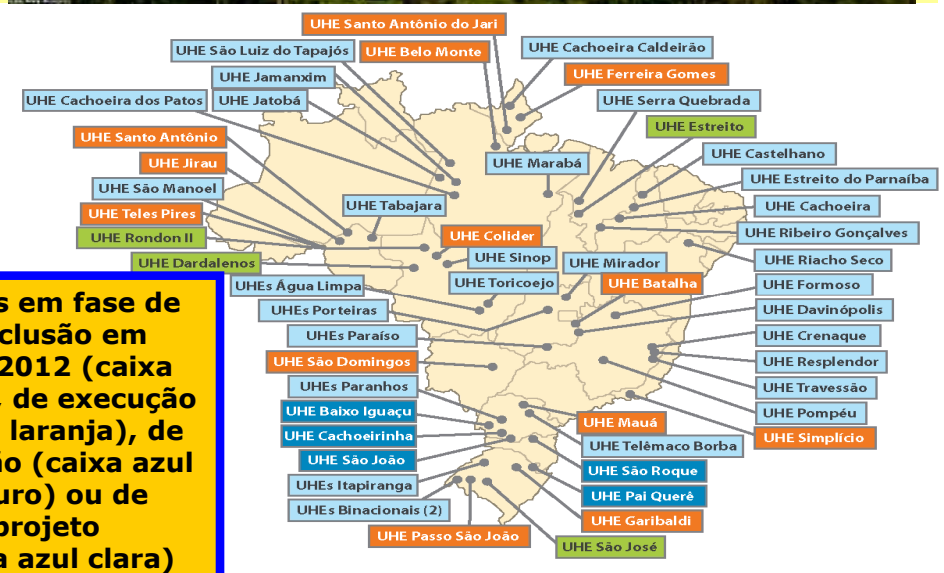 UHE Santo Antônio do Jari
UHE São Luiz do Tapajós
UHE Belo Monte
UHE Cachoeira Caldeirão
UHE Jamanxim
UHE Ferreira Gomes
UHE Cachoeira dos Patos
UHE Jatobá
UHE Serra Quebrada
UHE Estreito
UHE Santo Antônio
UHE Jirau
UHE Marabá
UHE Castelhano
UHE São Manoel
UHE Estreito do Parnaíba
UHE Teles Pires
UHE Tabajara
UHE Cachoeira
UHE Rondon II
UHE Colider
UHE Ribeiro Gonçalves
UHE Dardalenos
UHE Sinop
UHE Mirador
UHE Riacho Seco
UHEs Água Limpa
UHE Toricoejo
UHE Batalha
UHE Formoso
UHEs Porteiras
UHE Davinópolis
UHEs Paraíso
UHE Crenaque
UHE São Domingos
UHE Resplendor
UHEs Paranhos
UHE Travessão
UHE Baixo Iguaçu
UHE Mauá
UHE Pompéu
UHE Cachoeirinha
UHE Telêmaco Borba
UHE Simplício
UHE São João
UHE São Roque
UHEs Itapiranga
UHE Pai Querê
UHEs Binacionais (2)
UHE Garibaldi
UHE Passo São João
UHE São José
s em fase de
clusão em
2012 (caixa
, de execução
laranja), de
ão (caixa azul
uro) ou de
projeto
a azul clara)